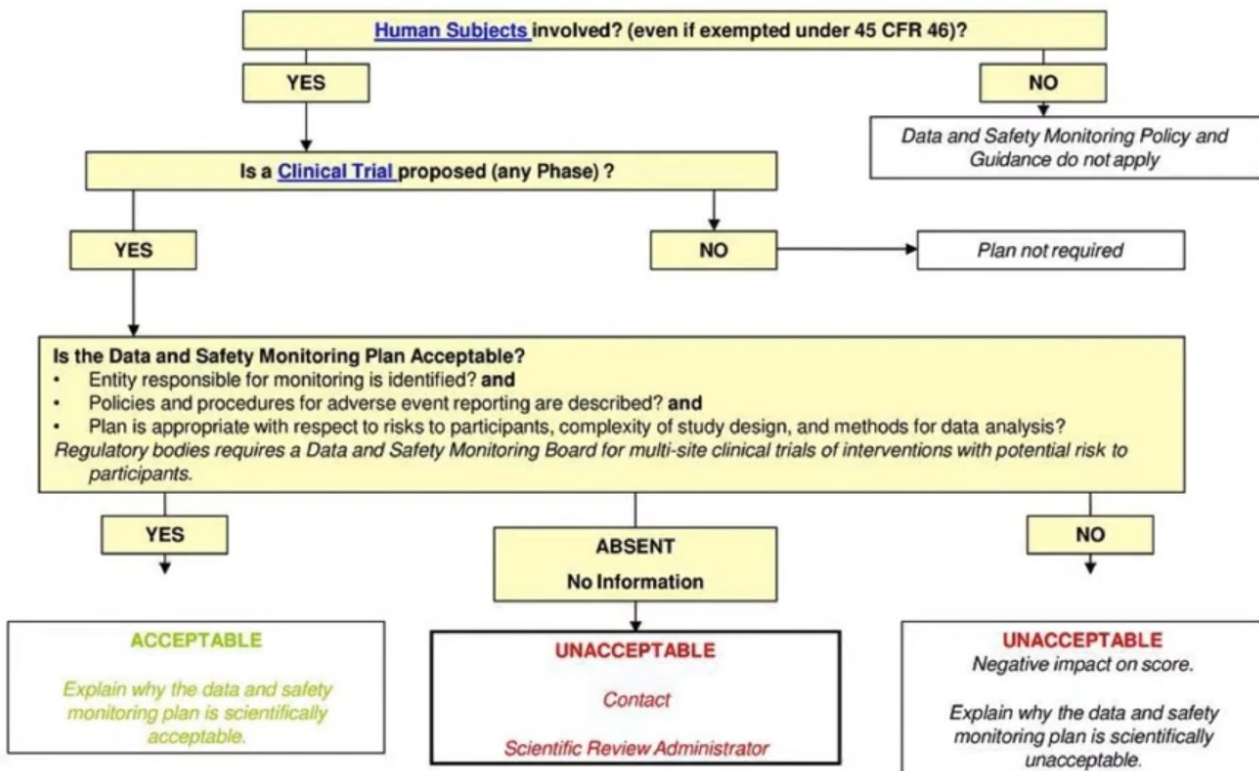 Human Subjects involved? (even if exempted under 45 CFR 46)?
YES
NO
Data and Safety Monitoring Policy and
Guidance do not apply
Is a Clinical Trial proposed (any Phase) ?
YES
NO
Plan not required
Is the Data and Safety Monitoring Plan Acceptable?
• Entity responsible for monitoring is identified? and
• Policies and procedures for adverse event reporting are described? and
• Plan is appropriate with respect to risks to participants, complexity of study design, and methods for data analysis?
Regulatory bodies requires a Data and Safety Monitoring Board for multi-site clinical trials of interventions with potential risk to
participants.
YES
ABSENT
No Information
NO
ACCEPTABLE
Explain why the data and safety
monitoring plan is scientifically
acceptable.
UNACCEPTABLE
Contact
Scientific Review Administrator
UNACCEPTABLE
Negative impact on score.
Explain why the data and safety
monitoring plan is scientifically
unacceptable.